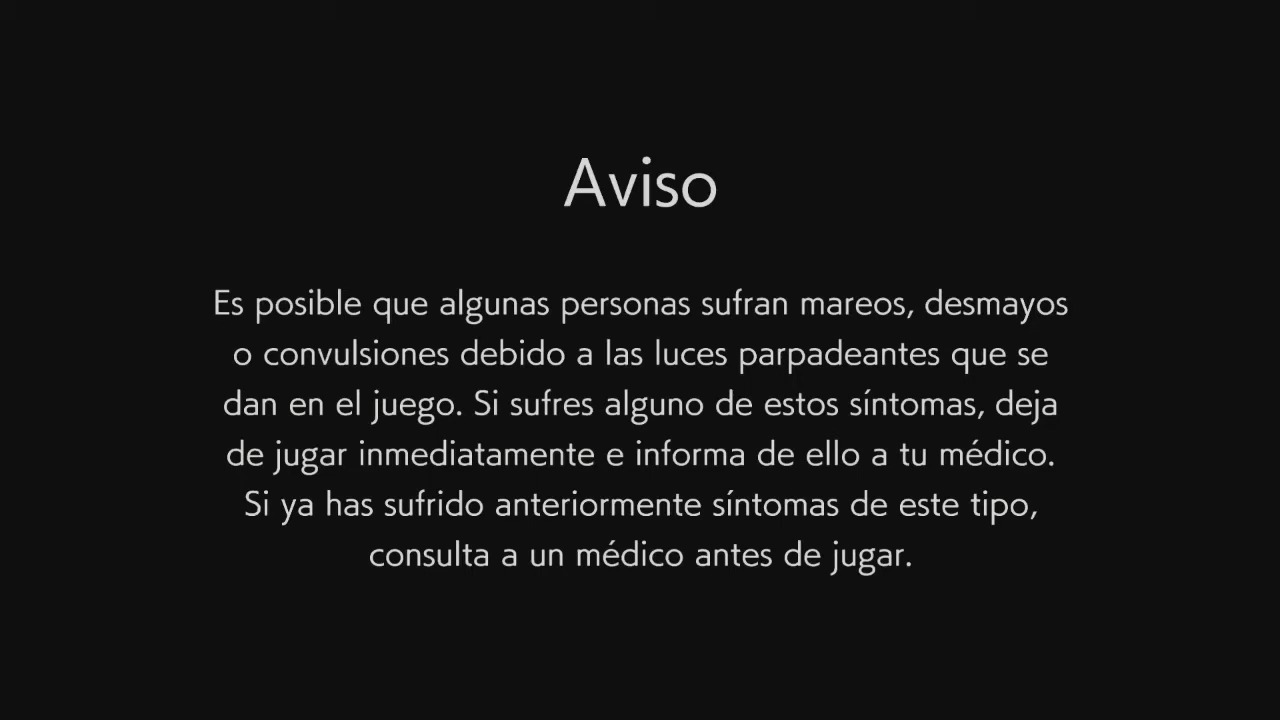 Aviso
Es posible que algunas personas sufran mareos, desmayos
o convulsiones debido a las luces parpadeantes que se
dan en el juego. Si sufres alguno de estos síntomas, deja
de jugar inmediatamente e informa de ello a tu médico.
Si ya has sufrido anteriormente síntomas de este tipo,
consulta a un médico antes de jugar.